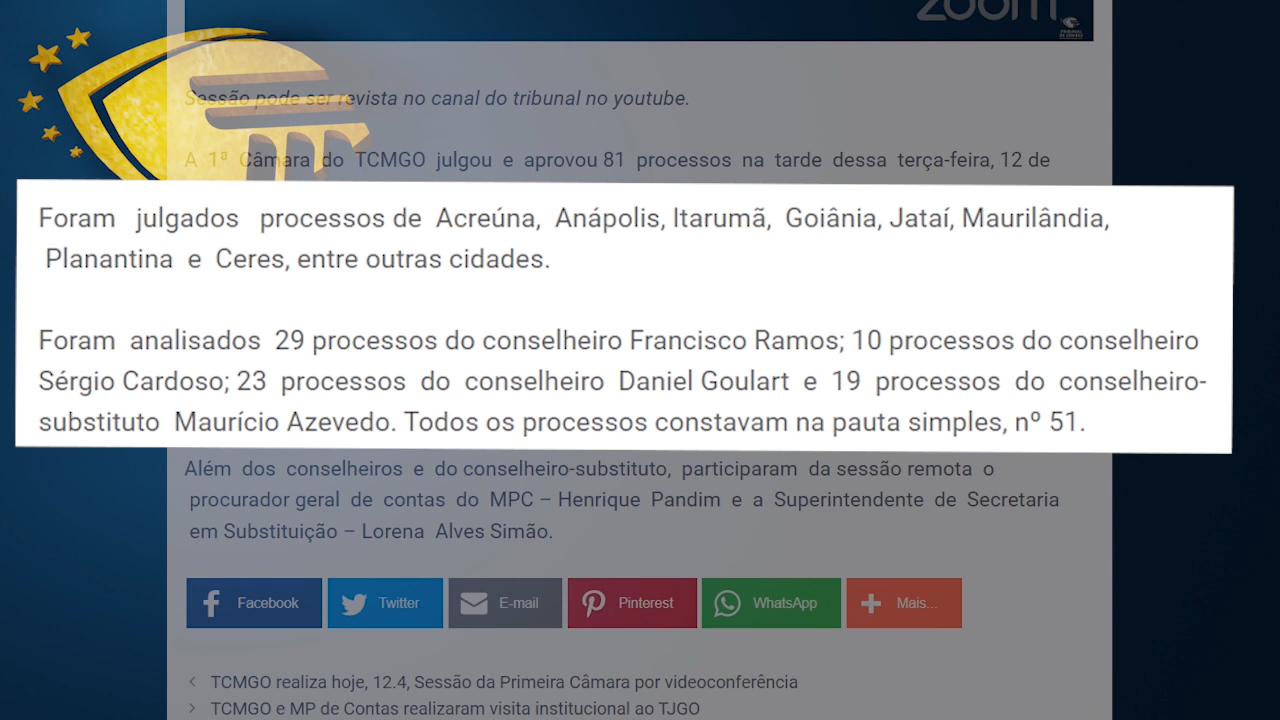 zoom
TRIBUNAL
Sessão pode ser revista no canal do tribunal no youtube.
A 1ª Câmara do TCMGO julgou e aprovou 81 processos na tarde dessa terça-feira, 12 de
Foram julgados processos de Acreúna, Anápolis, Itarumã, Goiânia, Jataí, Maurilândia,
Planantina e Ceres, entre outras cidades.
Foram analisados 29 processos do conselheiro Francisco Ramos; 10 processos do conselheiro
Sérgio Cardoso; 23 processos do conselheiro Daniel Goulart e 19 processos do conselheiro-
substituto Maurício Azevedo. Todos os processos constavam na pauta simples, nº 51.
Além dos conselheiros e do conselheiro-substituto, participaram da sessão remota o
procurador geral de contas do MPC – Henrique Pandim e a Superintendente de Secretaria
em Substituição – Lorena Alves Simão.
Facebook Twitter E-mail Pinterest WhatsApp Mais...
< TCMGO realiza hoje, 12.4, Sessão da Primeira Câmara por videoconferência
> TCMGO e MP de Contas realizaram visita institucional ao TJGO